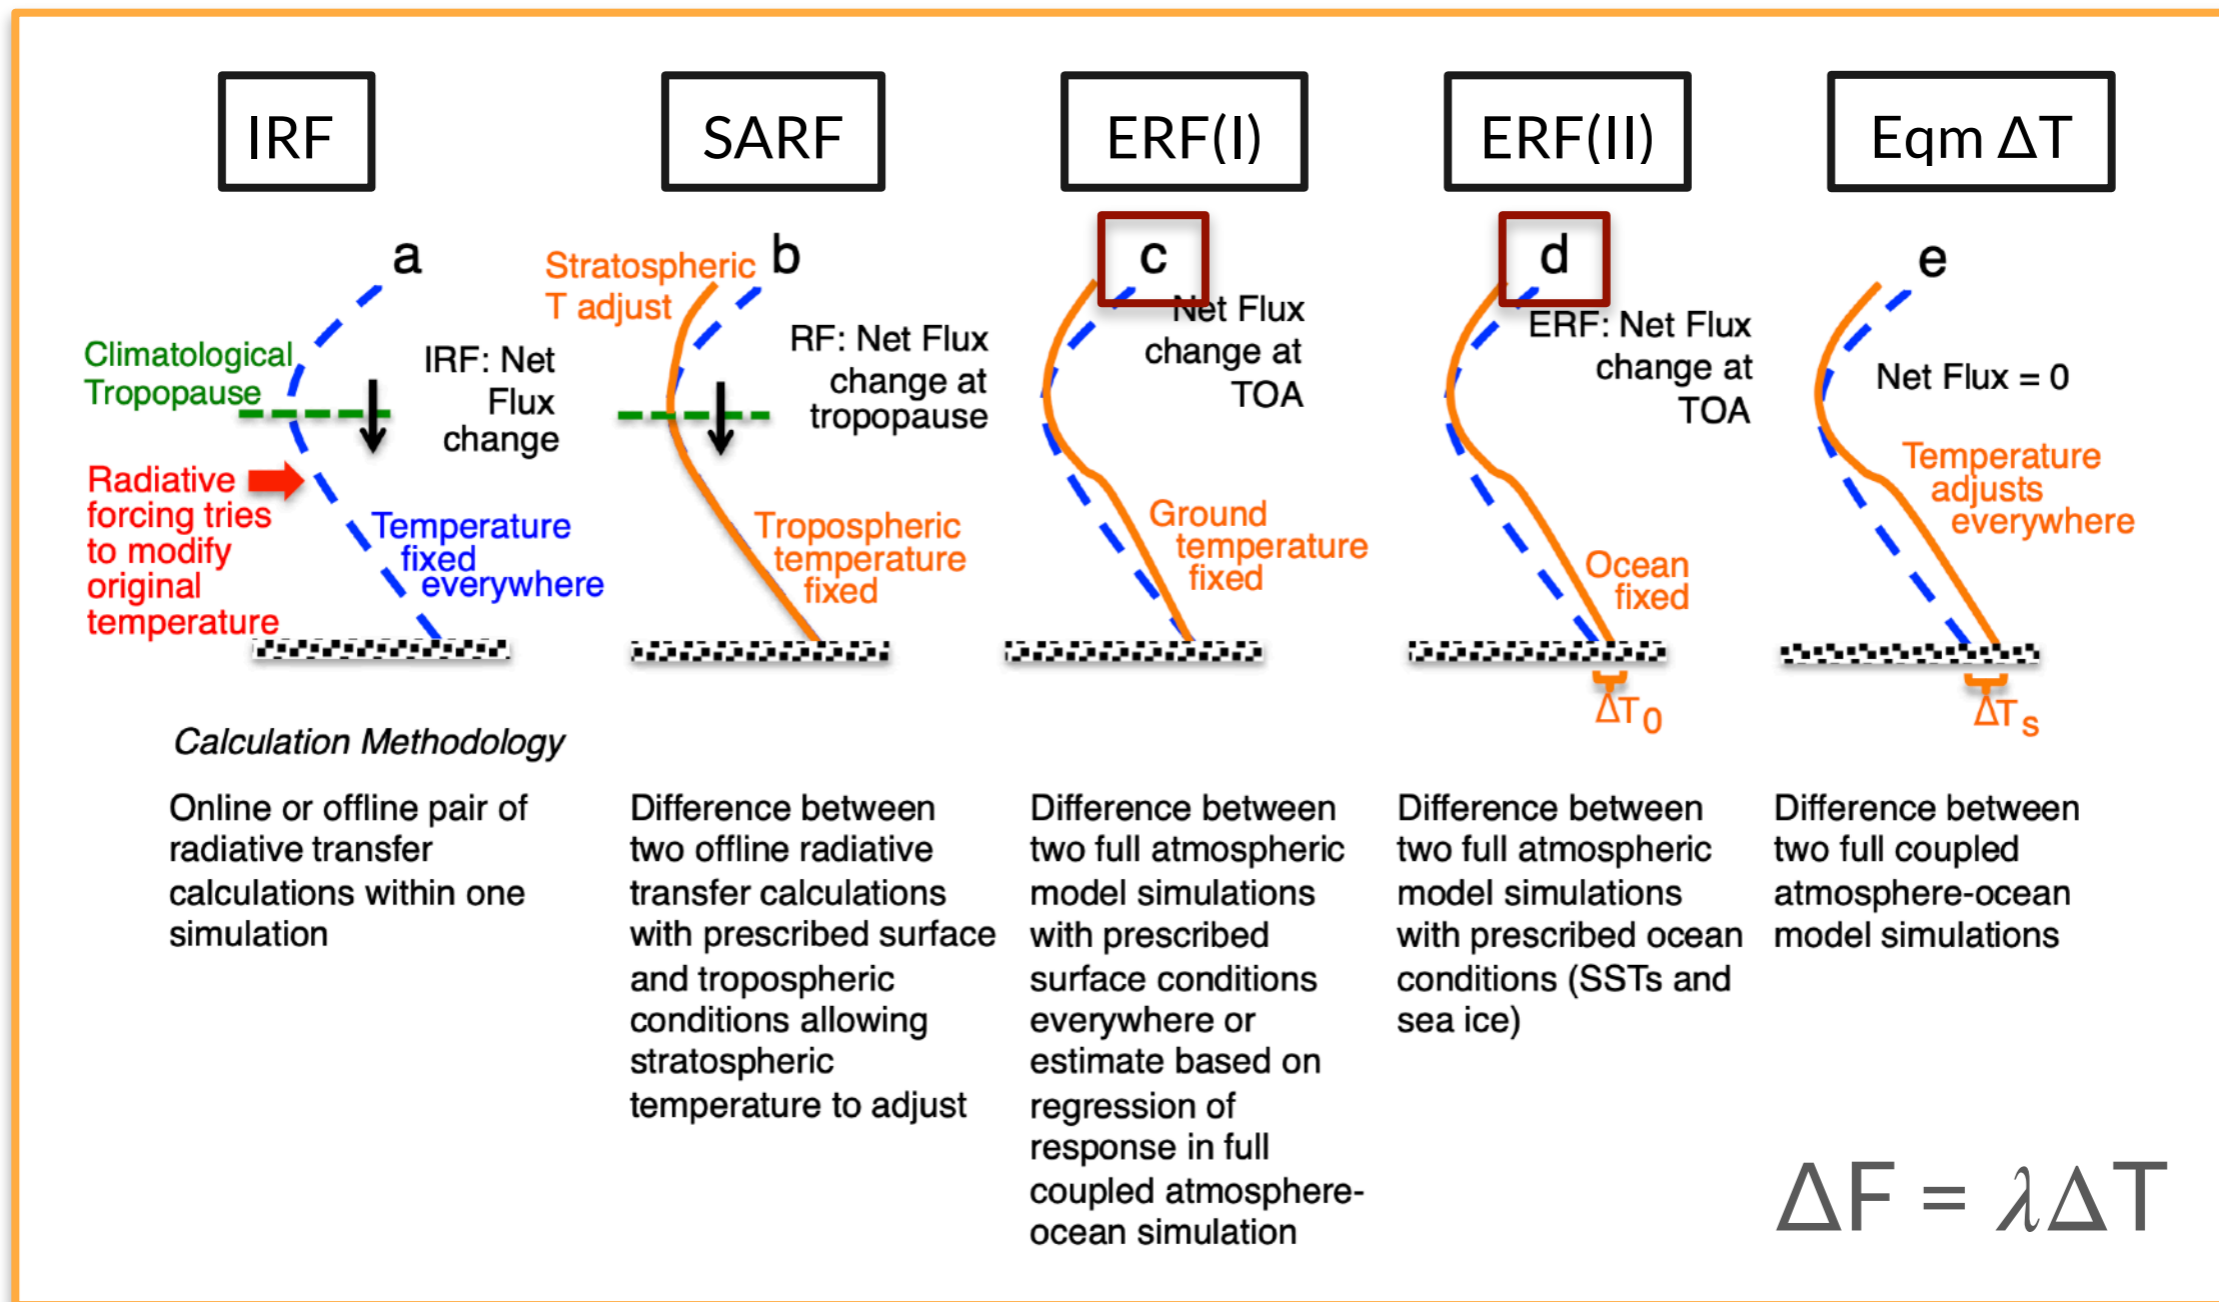 IRF
SARF
ERF(I)
ERF(II)
Eqm ΔT
a
Climatological
Tropopause
IRF: Net
Flux
change
Radiative
forcing tries
to modify
original
temperature
Temperature
fixed
everywhere
b
Stratospheric
T adjust
RF: Net Flux
change at
tropopause
Tropospheric
temperature
fixed
c
Net Flux
change at
TOA
Ground
temperature
fixed
d
ERF: Net Flux
change at
TOA
Ocean
fixed
ΔT0
e
Net Flux = 0
Temperature
adjusts
everywhere
ΔTs
Calculation Methodology
Online or offline pair of
radiative transfer
calculations within one
simulation
Difference between
two offline radiative
transfer calculations
with prescribed surface
and tropospheric
conditions allowing
stratospheric
temperature to adjust
Difference between
two full atmospheric
model simulations
with prescribed
surface conditions
everywhere or
estimate based on
regression of
response in full
coupled atmosphere-
ocean simulation
Difference between
two full atmospheric
model simulations
with prescribed ocean
conditions (SSTs and
sea ice)
Difference between
two full coupled
atmosphere-ocean
model simulations
ΔF = λΔT